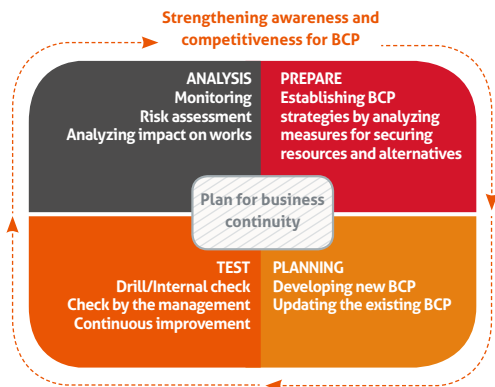 Strengthening awareness and
competitiveness for BCP
ANALYSIS
Monitoring
Risk assessment
Analyzing impact on works
PREPARE
Establishing BCP
strategies by analyzing
measures for securing
resources and alternatives
Plan for business
continuity
TEST
Drill/Internal check
Check by the management
Continuous improvement
PLANNING
Developing new BCP
Updating the existing BCP